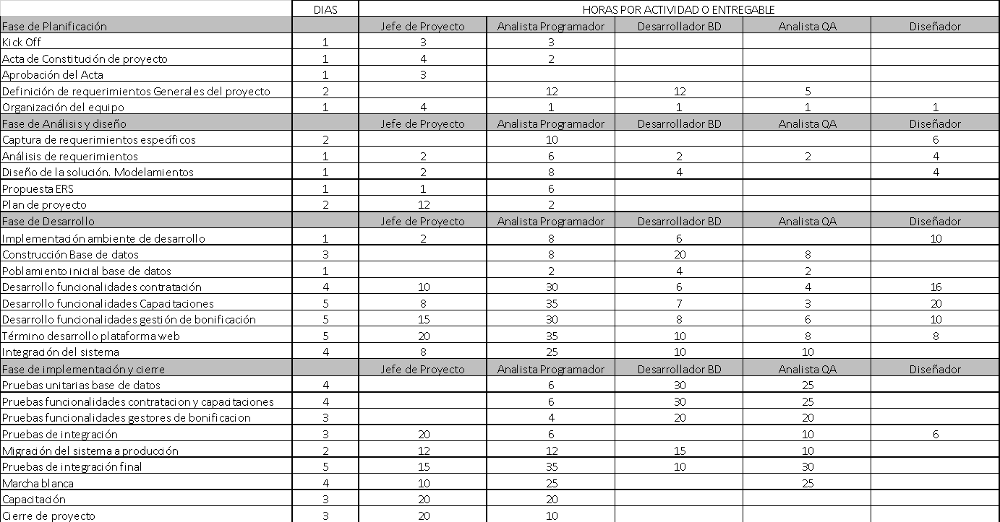 DIAS HORAS POR ACTIVIDAD O ENTREGABLE
Fase de Planificación Jefe de Proyecto Analista Programador Desarrollador BD Analista QA Diseñador
Kick Off 1 3 3
Acta de Constitución de proyecto 1 4 2
Aprobación del Acta 1 3
Definición de requerimientos Generales del proyecto 2 12 12 5
Organización del equipo 1 4 1 1 1 1
Fase de Análisis y diseño Jefe de Proyecto Analista Programador Desarrollador BD Analista QA Diseñador
Captura de requerimientos específicos 2 10 6
Análisis de requerimientos 1 2 6 2 2 4
Diseño de la solución. Modelamientos 1 2 8 4 4
Propuesta ERS 1 1 6
Plan de proyecto 2 12 2
Fase de Desarrollo Jefe de Proyecto Analista Programador Desarrollador BD Analista QA Diseñador
Implementación ambiente de desarrollo 1 2 8 6 10
Construcción Base de datos 3 8 20 8
Poblamiento inicial base de datos 1 2 4 2
Desarrollo funcionalidades contratación 4 10 30 6 4 16
Desarrollo funcionalidades Capacitaciones 5 8 35 7 3 20
Desarrollo funcionalidades gestión de bonificación 5 15 30 8 6 10
Término desarrollo plataforma web 5 20 35 10 8 8
Integración del sistema 4 8 25 10 10
Fase de implementación y cierre Jefe de Proyecto Analista Programador Desarrollador BD Analista QA Diseñador
Pruebas unitarias base de datos 4 6 30 25
Pruebas funcionalidades contratacion y capacitaciones 4 6 30 25
Pruebas funcionalidades gestores de bonificacion 3 4 20 20
Pruebas de integración 3 20 6 10 6
Migración del sistema a producción 2 12 12 15 10
Pruebas de integración final 5 15 35 10 30
Marcha blanca 4 10 25 25
Capacitación 3 20 20
Cierre de proyecto 3 20 10